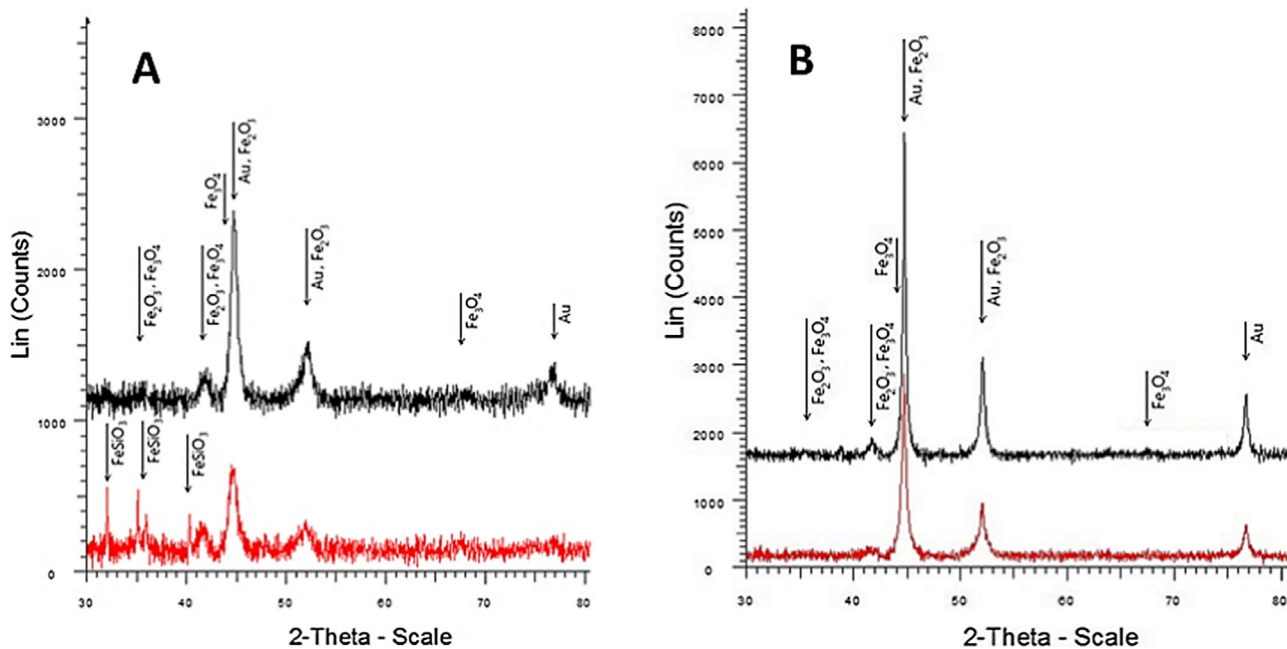 A
Lin (Counts)
3000
2000
1000
0
Fe₂O₃, Fe₃O₄
Fe₂O₃, Fe₃O₄
Fe₃O₄
Au, Fe₂O₃
Au, Fe₂O₃
Fe₃O₄
Au
FeSiO₃
FeSiO₃
FeSiO₃
30 40 50 60 70 80
2-Theta - Scale
B
Lin (Counts)
8000
7000
6000
5000
4000
3000
2000
1000
0
Fe₂O₃, Fe₃O₄
Fe₂O₃, Fe₃O₄
Fe₃O₄
Au, Fe₂O₃
Au, Fe₂O₃
Fe₃O₄
Au
30 40 50 60 70 80
2-Theta - Scale